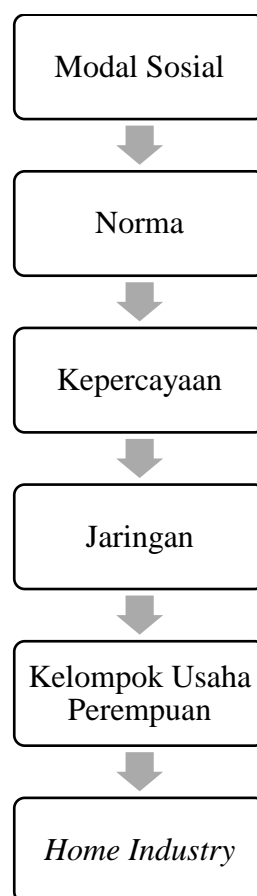 Modal Sosial
Norma
Kepercayaan
Jaringan
Kelompok Usaha
Perempuan
Home Industry